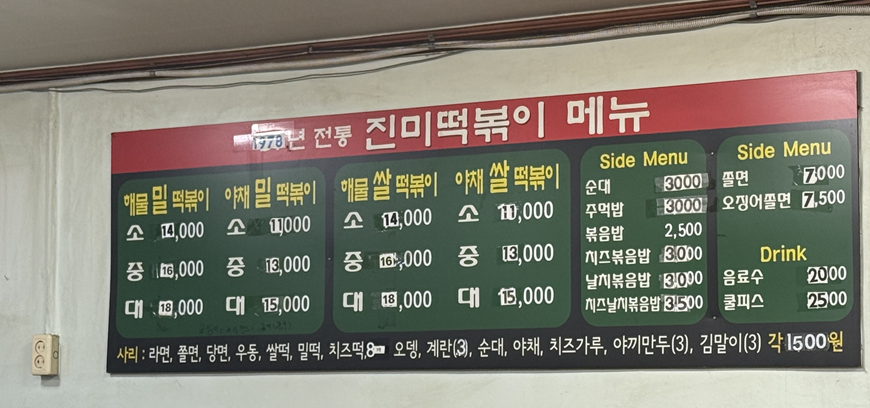 1978년 전통 진미떡볶이 메뉴
해물 밀 떡볶이
소 14,000
중 16,000
대 18,000
야채 밀 떡볶이
소 11,000
중 13,000
대 15,000
해물 쌀 떡볶이
소 14,000
중 16,000
대 18,000
야채 쌀 떡볶이
소 11,000
중 13,000
대 15,000
Side Menu
순대 3000
주먹밥 3000
볶음밥 2,500
치즈볶음밥 3000
날치볶음밥 3000
치즈날치볶음밥 3500
Side Menu
쫄면 7,000
오징어쫄면 7,500
Drink
음료수 2000
쿨피스 2500
사리 : 라면, 쫄면, 당면, 우동, 쌀떡, 밀떡, 치즈떡, 오뎅, 계란(3), 순대, 야채, 치즈가루, 야끼만두(3), 김말이(3) 각 1500원